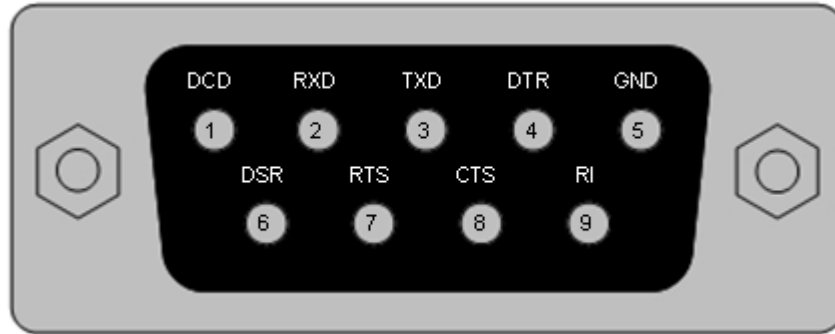 DCD RXD TXD DTR GND
1 2 3 4 5
DSR RTS CTS RI
6 7 8 9